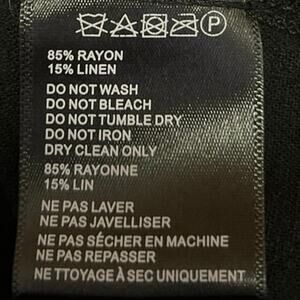 P
85% RAYON
15% LINEN
DO NOT WASH
DO NOT BLEACH
DO NOT TUMBLE DRY
DO NOT IRON
DRY CLEAN ONLY
85% RAYONNE
15% LIN
NE PAS LAVER
NE PAS JAVELLISER
NE PAS SÉCHER EN MACHINE
NE PAS REPASSER
NETTOYAGE À SEC UNIQUEMENT